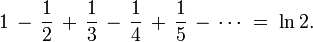 1 − 1/2 + 1/3 − 1/4 + 1/5 − ⋯ = ln 2.